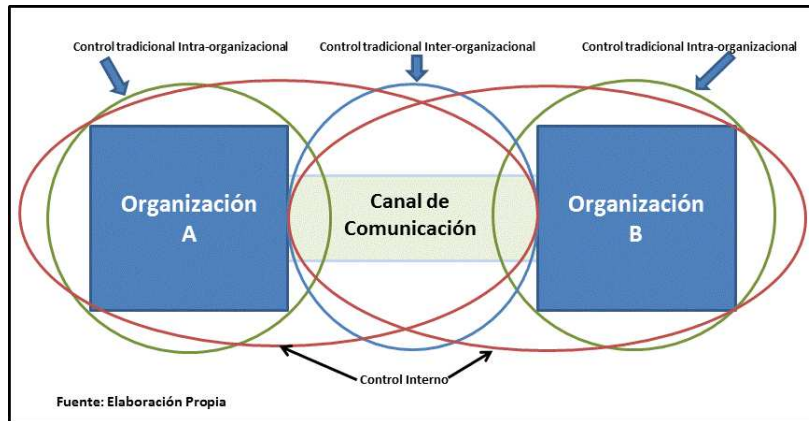 Control tradicional Intra-organizacional
Control tradicional Inter-organizacional
Control tradicional Intra-organizacional
Organización
A
Canal de
Comunicación
Organización
B
Control Interno
Fuente: Elaboración Propia